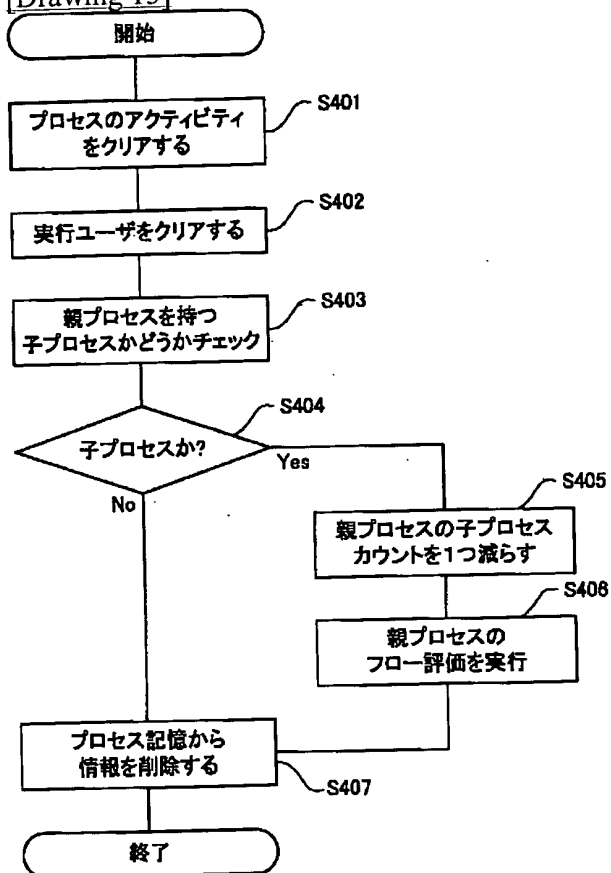 [Drawing 15]
開始
プロセスのアクティビティ
をクリアする
S401
実行ユーザをクリアする
S402
親プロセスを持つ
子プロセスかどうかチェック
S403
子プロセスか?
S404
Yes
No
親プロセスの子プロセス
カウントを1つ減らす
S405
親プロセスの
フロー評価を実行
S406
プロセス記憶から
情報を削除する
S407
終了